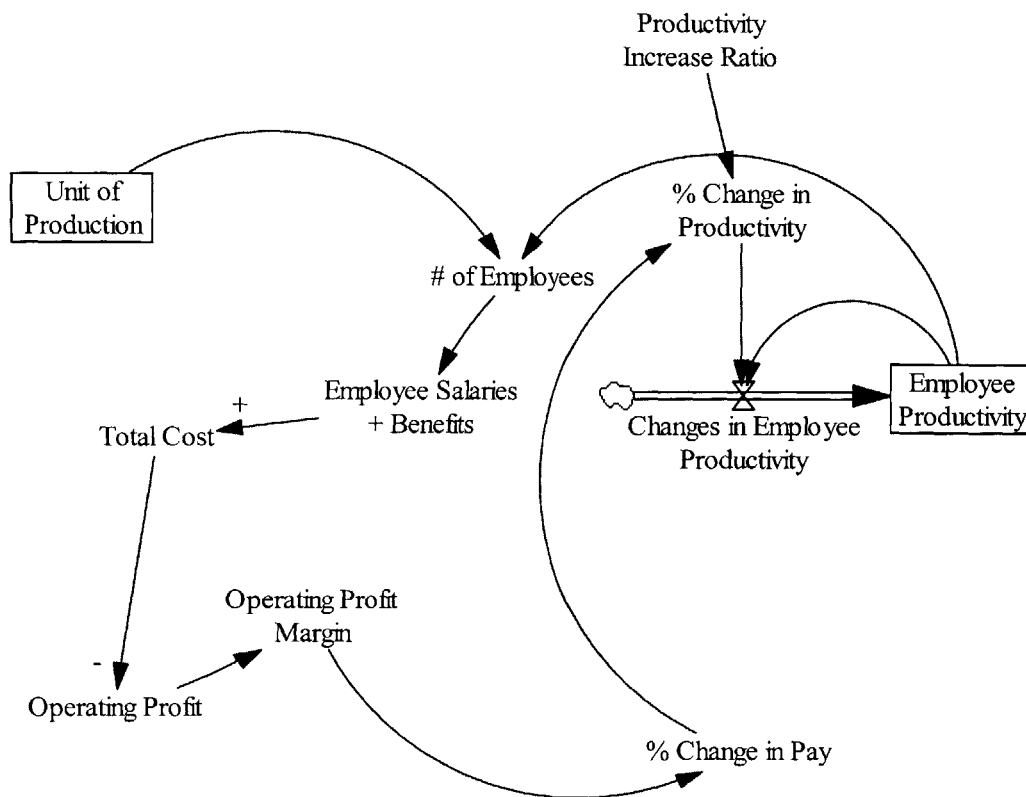 Productivity
Increase Ratio
Unit of
Production
% Change in
Productivity
# of Employees
Employee Salaries
+ Benefits
+
Total Cost
Employee
Productivity
Changes in Employee
Productivity
Operating Profit
Margin
-
Operating Profit
% Change in Pay